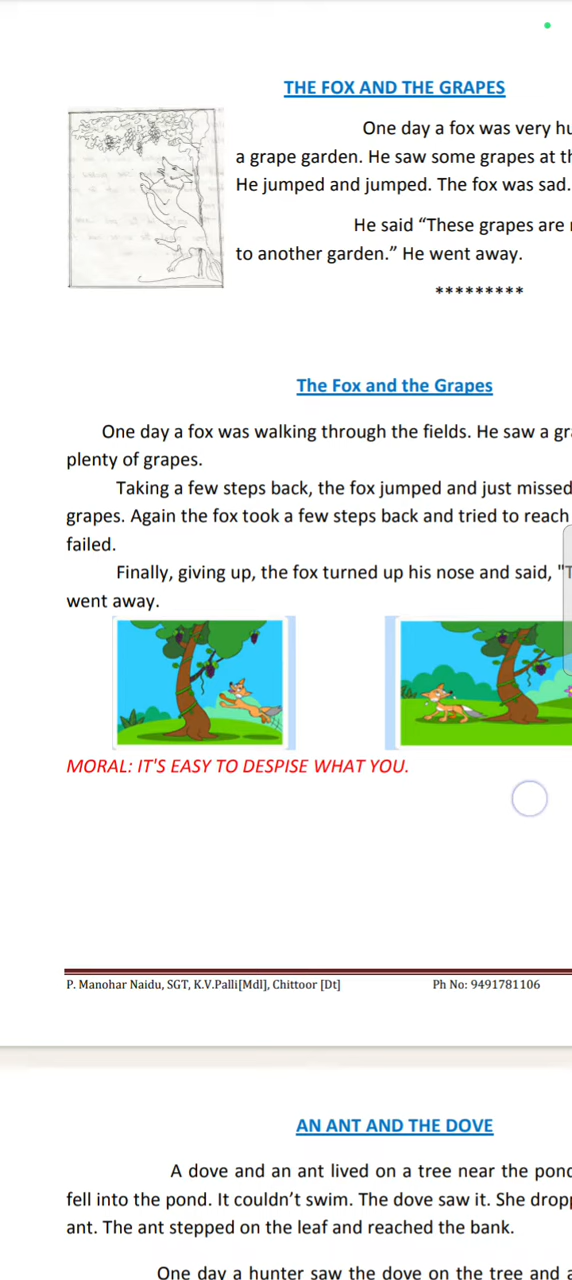 THE FOX AND THE GRAPES
One day a fox was very
a grape garden. He saw some grapes at
He jumped and jumped. The fox was sad.
He said “These grapes are
to another garden.” He went away.
*********
The Fox and the Grapes
One day a fox was walking through the fields. He saw a
plenty of grapes.
Taking a few steps back, the fox jumped and just missed
grapes. Again the fox took a few steps back and tried to reach
failed.
Finally, giving up, the fox turned up his nose and said,
went away.
MORAL: IT'S EASY TO DESPISE WHAT YOU.
P. Manohar Naidu, SGT, K.V.Palli[Mdl], Chittoor [Dt] Ph No: 9491781106
AN ANT AND THE DOVE
A dove and an ant lived on a tree near the
fell into the pond. It couldn’t swim. The dove saw it. She
ant. The ant stepped on the leaf and reached the bank.
One day a hunter saw the dove on the tree and